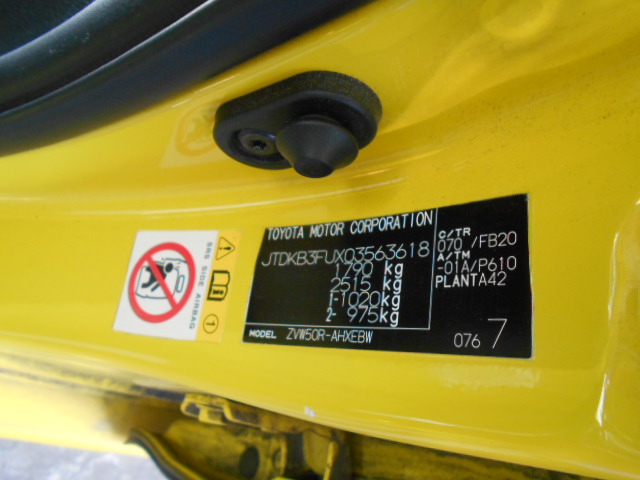 TOYOTA MOTOR CORPORATION
JTDKB3FUX03563618
1790 kg
2515 kg
1-1020kg
2- 975kg
MODEL ZVW50R-AHXEBW
C/TR
070 /FB20
A/TM
-01A/P610
PLANTA42
076 7
SRS SIDE AIRBAG
1